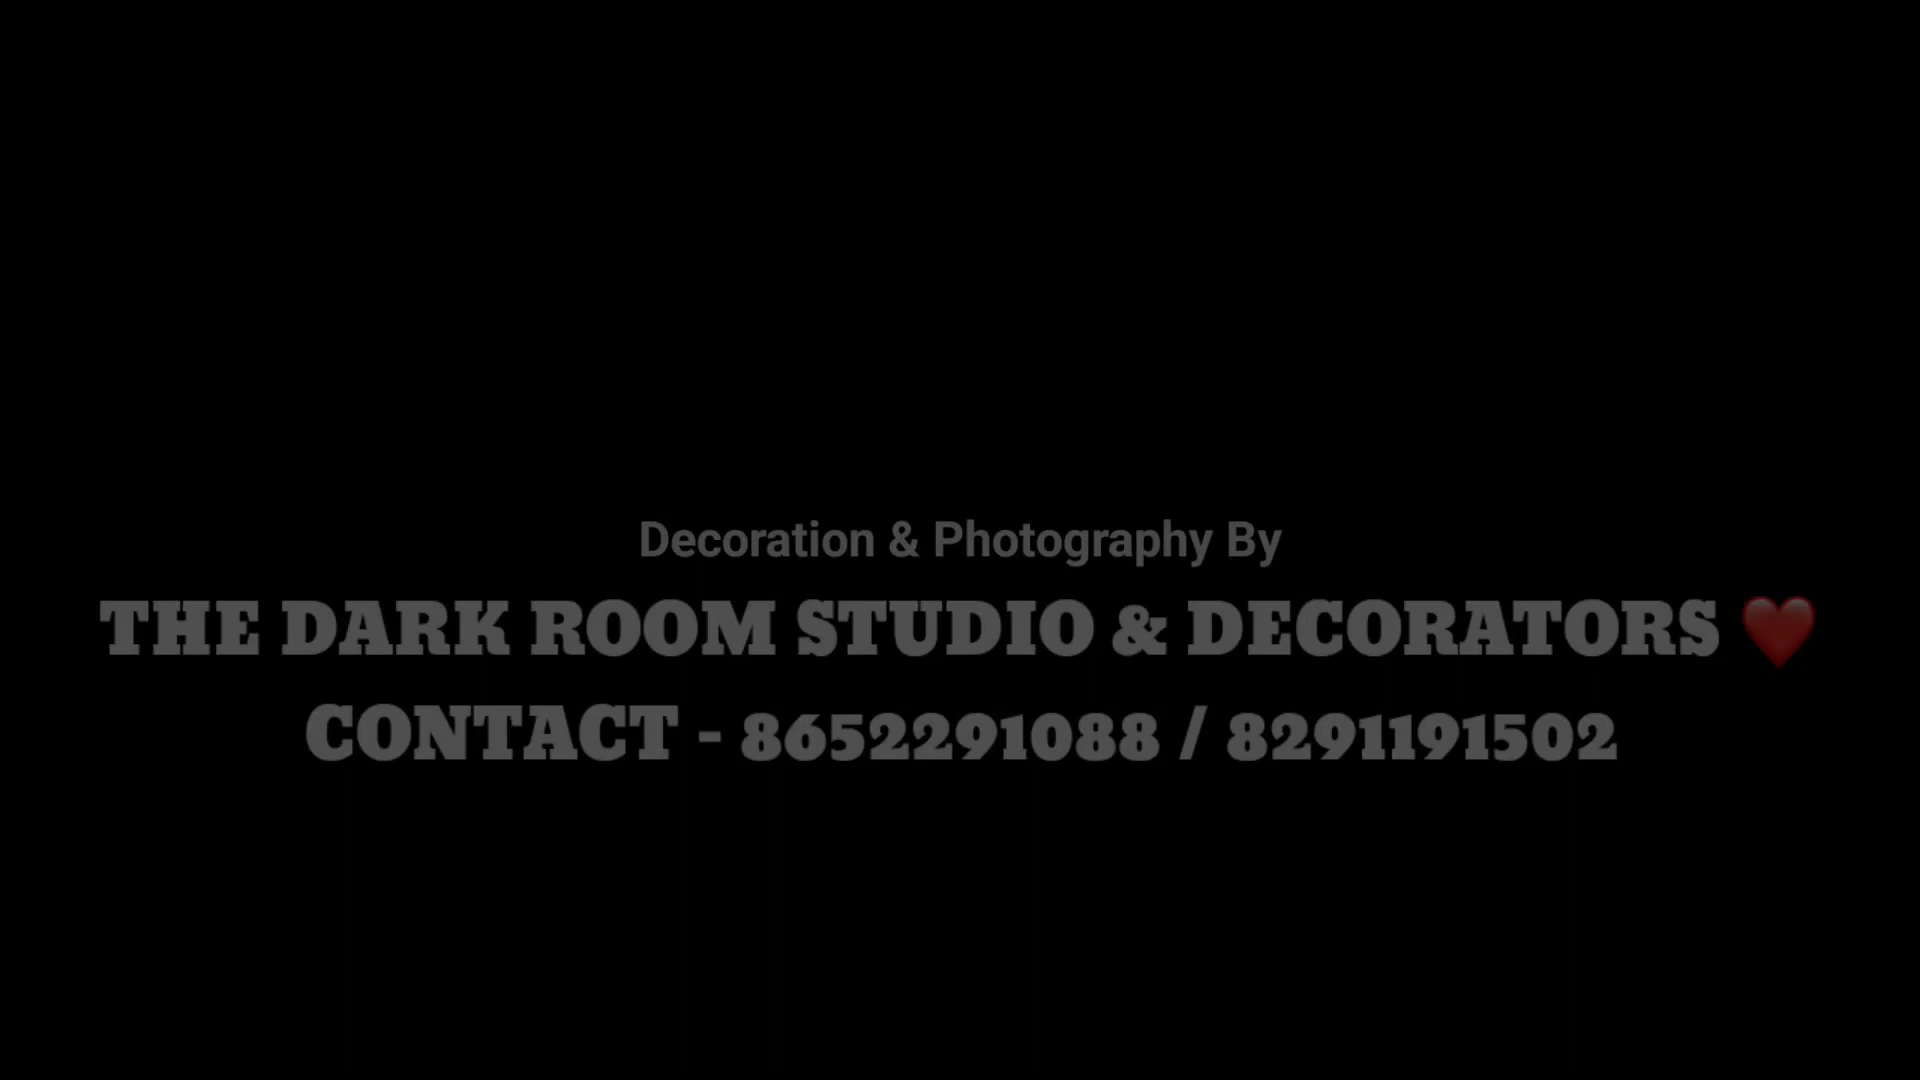 Decoration & Photography By
THE DARK ROOM STUDIO & DECORATORS ❤️
CONTACT - 8652291088 / 8291191502